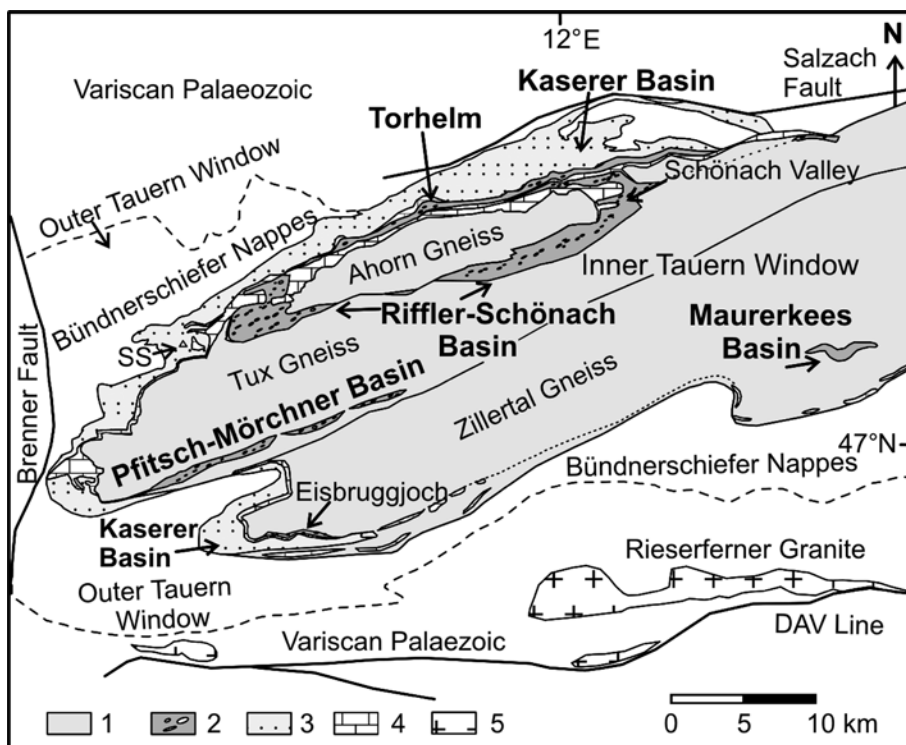 12°E
N
Variscan Palaeozoic
Kaserer Basin
Salzach
Fault
Torhelm
Outer Tauern Window
Schönach Valley
Bündnerschiefer Nappes
Ahorn Gneiss
Inner Tauern Window
Riffler-Schönach
Basin
Maurerkees
Basin
SS
Tux Gneiss
Brenner Fault
Pfitsch-Mörchner Basin
Zillertal Gneiss
47°N
Bündnerschiefer Nappes
Eisbruggjoch
Kaserer
Basin
Rieserferner Granite
Outer Tauern
Window
DAV Line
Variscan Palaezoic
1 2 3 4 5
0 5 10 km